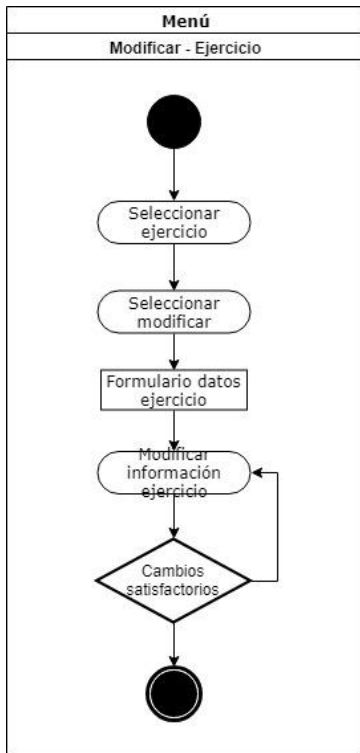 Menú
Modificar - Ejercicio
Seleccionar
ejercicio
Seleccionar
modificar
Formulario datos
ejercicio
Modificar
información
ejercicio
Cambios
satisfactorios